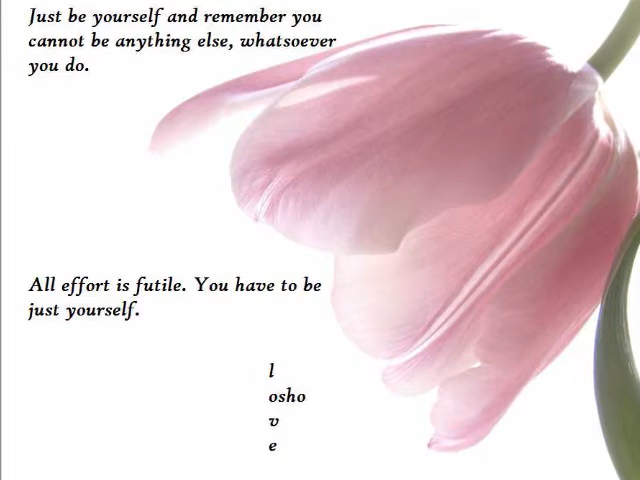 Just be yourself and remember you
cannot be anything else, whatsoever
you do.
All effort is futile. You have to be
just yourself.
l
osho
v
e